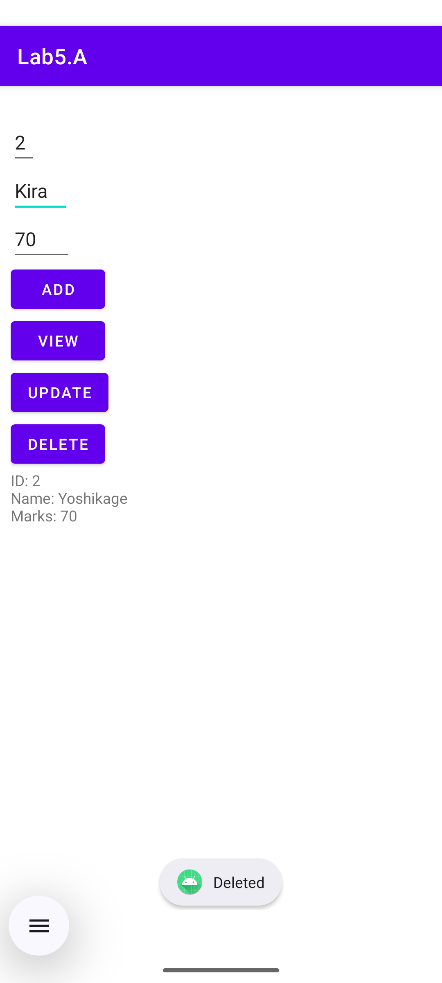 Lab5.A
2
Kira
70
ADD
VIEW
UPDATE
DELETE
ID: 2
Name: Yoshikage
Marks: 70
Deleted